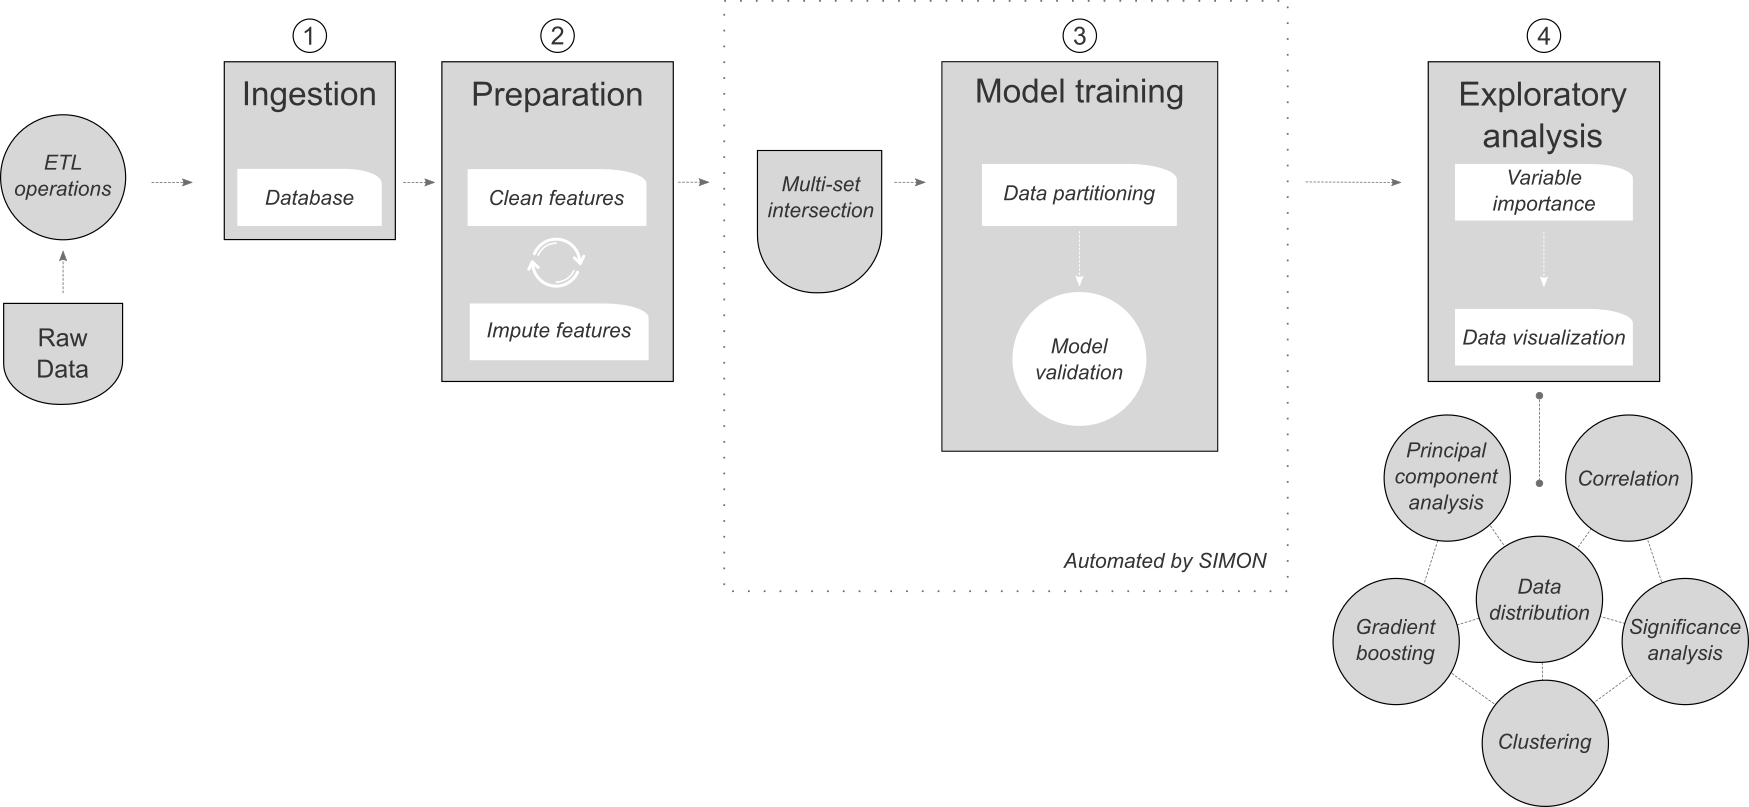 1
Ingestion
Database
ETL
operations
Raw
Data
2
Preparation
Clean features
Impute features
Multi-set
intersection
3
Model training
Data partitioning
Model
validation
Automated by SIMON
4
Exploratory
analysis
Variable
importance
Data visualization
Principal
component
analysis
Correlation
Data
distribution
Gradient
boosting
Significance
analysis
Clustering